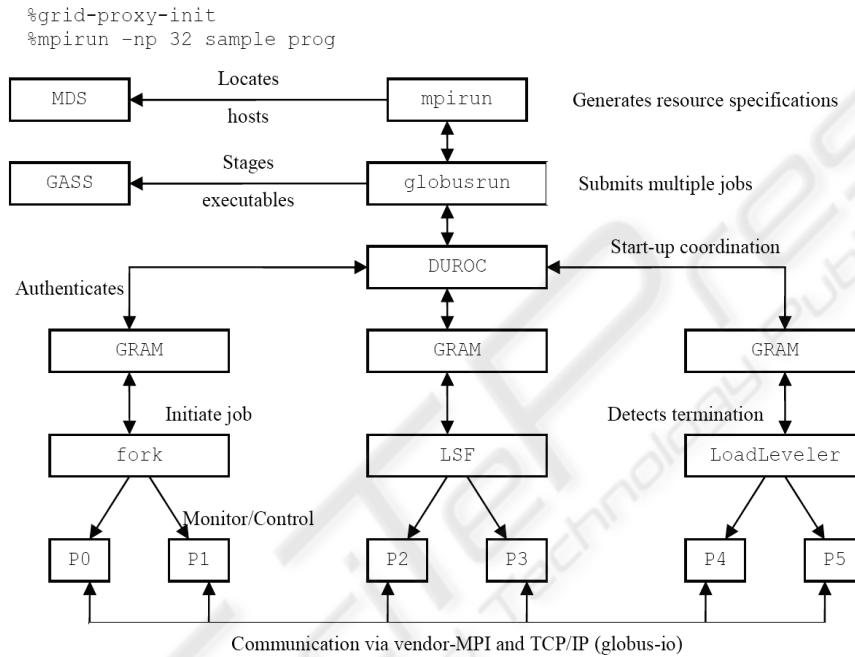 %grid-proxy-init
%mpirun -np 32 sample prog
Locates
MDS
mpirun
Generates resource specifications
hosts
Stages
GASS
globusrun
Submits multiple jobs
executables
DUROC
Start-up coordination
Authenticates
GRAM
GRAM
GRAM
Initiate job
Detects termination
fork
LSF
LoadLeveler
Monitor/Control
P0
P1
P2
P3
P4
P5
Communication via vendor-MPI and TCP/IP (globus-io)